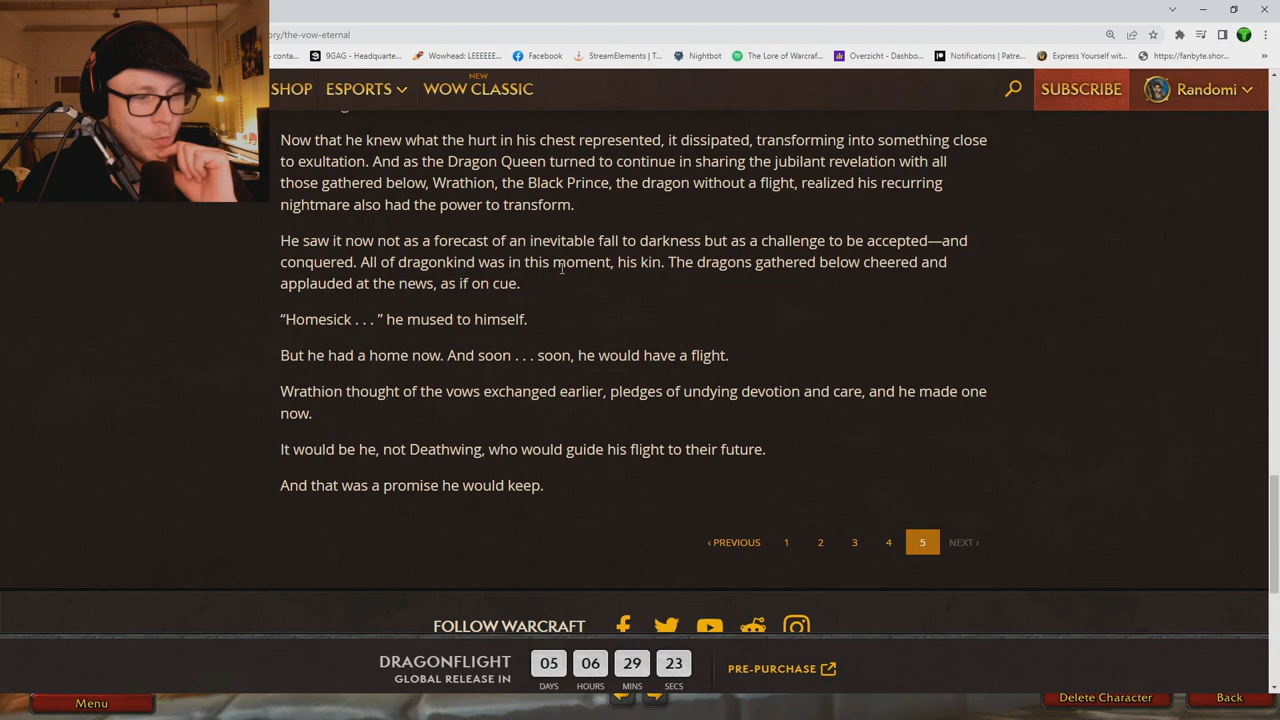 ory/the-vow-eternal
- conta...
9GAG - Headquarte...
Wowhead: LEEEEEE...
Facebook
StreamElements | T...
Nightbot
The Lore of Warcraf...
Overzicht - Dashbo...
Notifications | Patre...
Express Yourself wit...
https://fanbyte.shor...
SHOP
ESPORTS
NEW
WOW CLASSIC
SUBSCRIBE
Randomi
Now that he knew what the hurt in his chest represented, it dissipated, transforming into something close
to exultation. And as the Dragon Queen turned to continue in sharing the jubilant revelation with all
those gathered below, Wrathion, the Black Prince, the dragon without a flight, realized his recurring
nightmare also had the power to transform.
He saw it now not as a forecast of an inevitable fall to darkness but as a challenge to be accepted—and
conquered. All of dragonkind was in this moment, his kin. The dragons gathered below cheered and
applauded at the news, as if on cue.
“Homesick . . . ” he mused to himself.
But he had a home now. And soon . . . soon, he would have a flight.
Wrathion thought of the vows exchanged earlier, pledges of undying devotion and care, and he made one
now.
It would be he, not Deathwing, who would guide his flight to their future.
And that was a promise he would keep.
‹ PREVIOUS 1 2 3 4 5 NEXT ›
FOLLOW WARCRAFT
DRAGONFLIGHT
GLOBAL RELEASE IN
05 06 29 23
DAYS HOURS MINS SECS
PRE-PURCHASE
Menu
Delete Character
Back